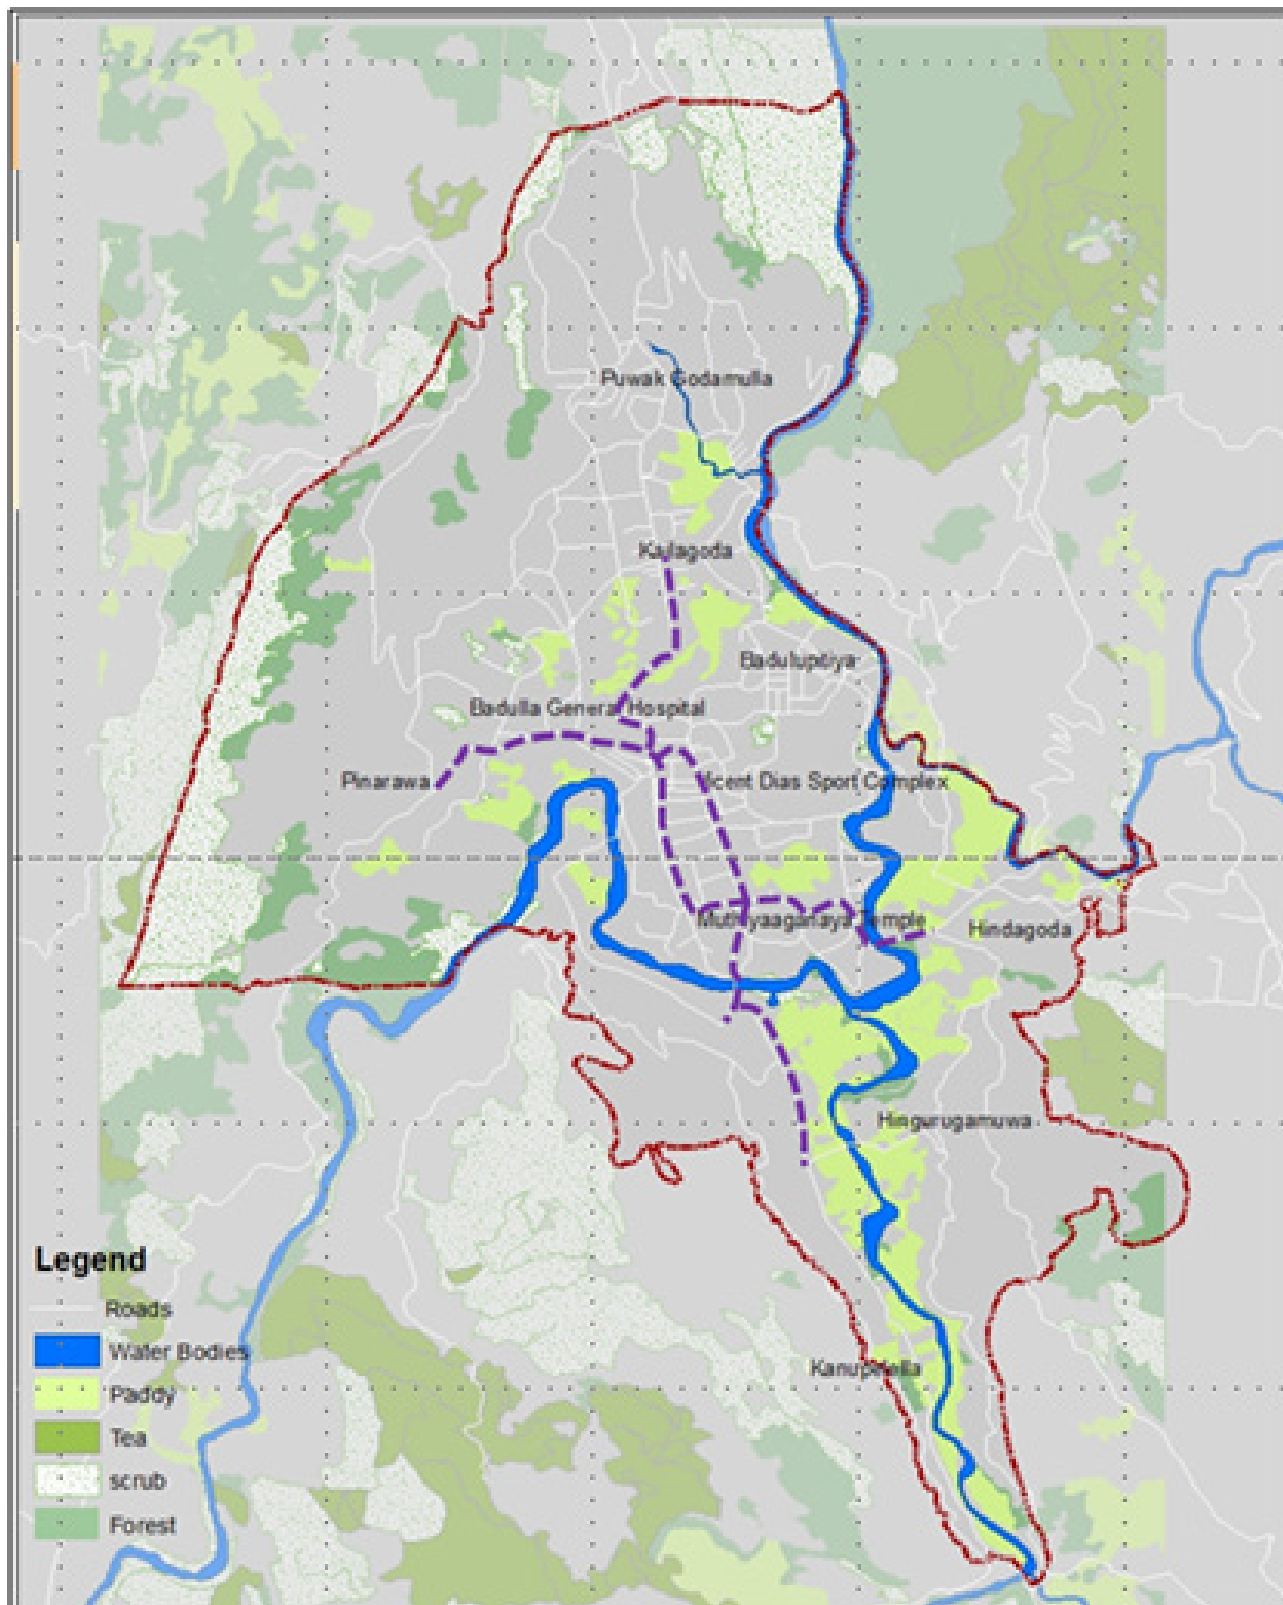 Puwak Godamulla
Kailagoda
Badulupitiya
Badulla General Hospital
Pinarawa
Vicent Dias Sport Complex
Muthiyaaganaya Temple
Hindagoda
Hingurugamuwa
Kanupelella
Legend
Roads
Water Bodies
Paddy
Tea
scrub
Forest